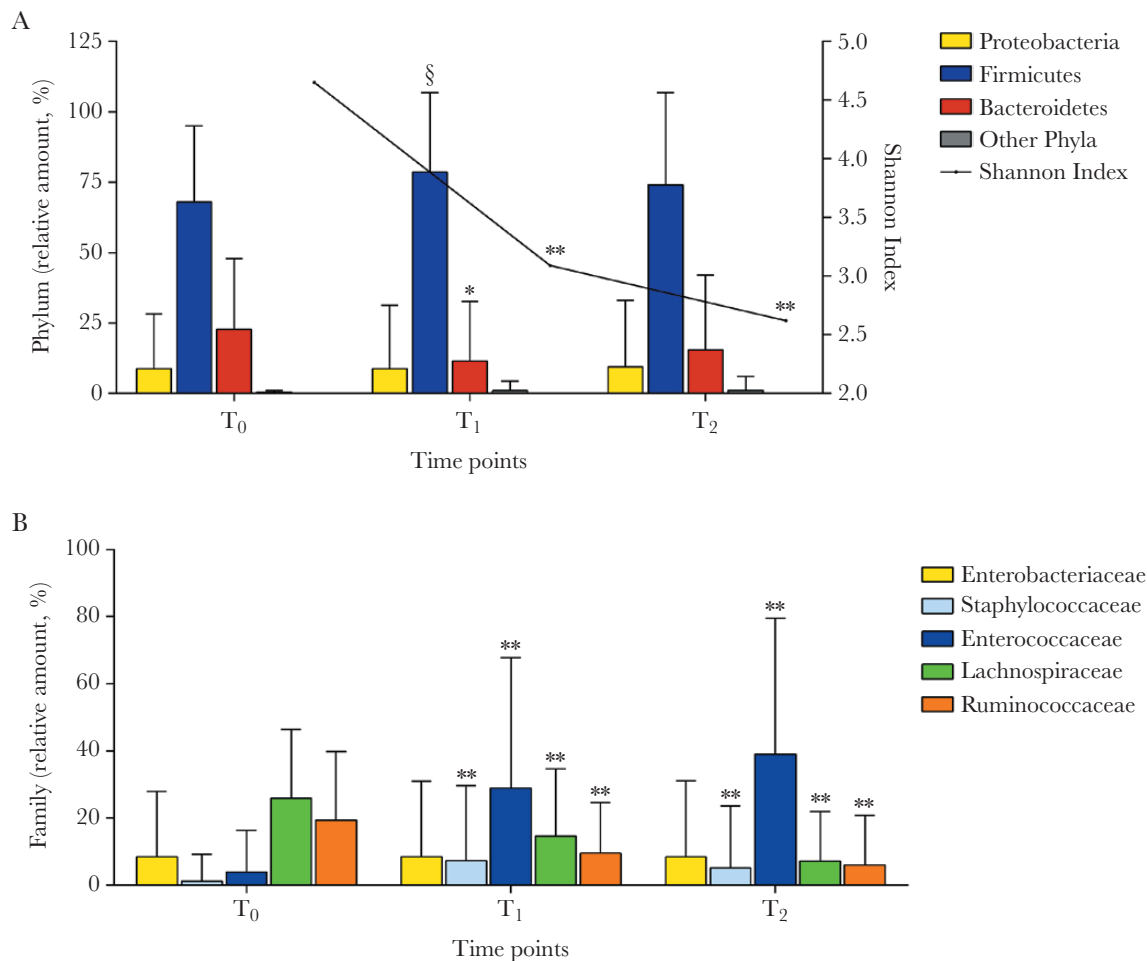 A
125
100
75
50
25
0
Phylum (relative amount, %)
§
*
**
**
5.0
4.5
4.0
3.5
3.0
2.5
2.0
Shannon Index
Proteobacteria
Firmicutes
Bacteroidetes
Other Phyla
Shannon Index
T₀ T₁ T₂
Time points
B
100
80
60
40
20
0
Family (relative amount, %)
** ** ** **
** ** ** **
Enterobacteriaceae
Staphylococcaceae
Enterococcaceae
Lachnospiraceae
Ruminococcaceae
T₀ T₁ T₂
Time points